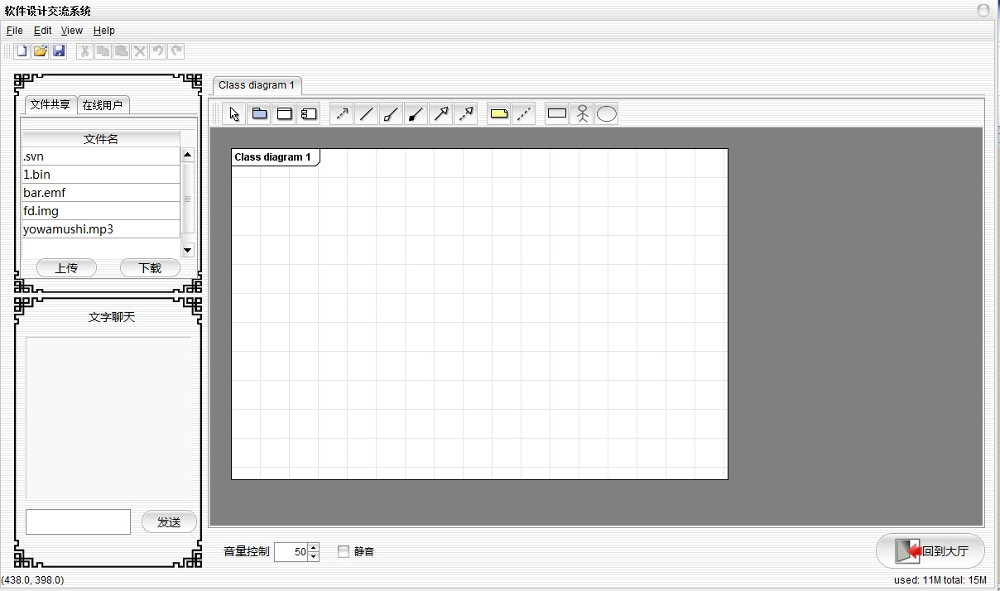 软件设计交流系统
File Edit View Help
文件共享 在线用户
文件名
.svn
1.bin
bar.emf
fd.img
yowamushi.mp3
上传 下载
文字聊天
发送
Class diagram 1
Class diagram 1
音量控制 50 静音
回到大厅
(438.0, 398.0)
used: 11M total: 15M